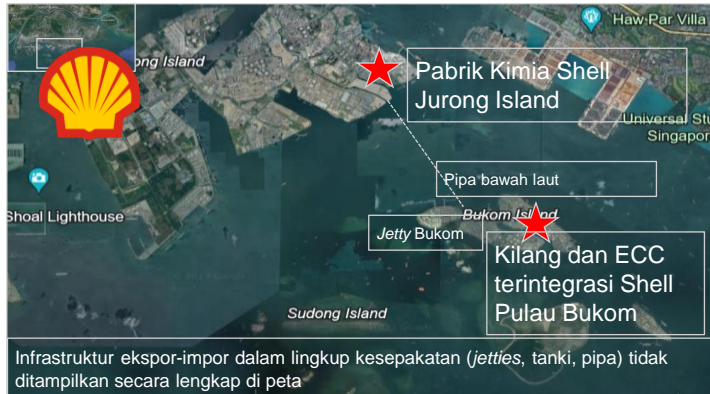 Haw Par Villa
ong Island
Pabrik Kimia Shell
Jurong Island
Universal Stu
Singapor
Pipa bawah laut
Shoal Lighthouse
Bukom Island
Jetty Bukom
Kilang dan ECC
terintegrasi Shell
Pulau Bukom
Sudong Island
Infrastruktur ekspor-impor dalam lingkup kesepakatan (jetties, tanki, pipa) tidak
ditampilkan secara lengkap di peta